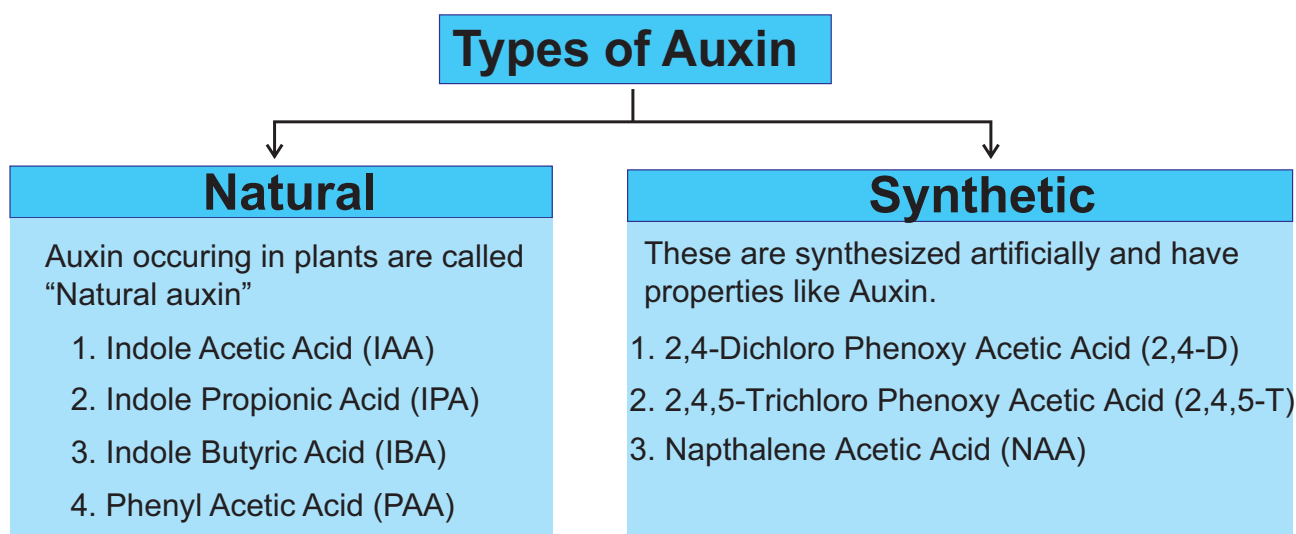 Types of Auxin
Natural
Auxin occuring in plants are called
“Natural auxin”
1. Indole Acetic Acid (IAA)
2. Indole Propionic Acid (IPA)
3. Indole Butyric Acid (IBA)
4. Phenyl Acetic Acid (PAA)
Synthetic
These are synthesized artificially and have
properties like Auxin.
1. 2,4-Dichloro Phenoxy Acetic Acid (2,4-D)
2. 2,4,5-Trichloro Phenoxy Acetic Acid (2,4,5-T)
3. Napthalene Acetic Acid (NAA)